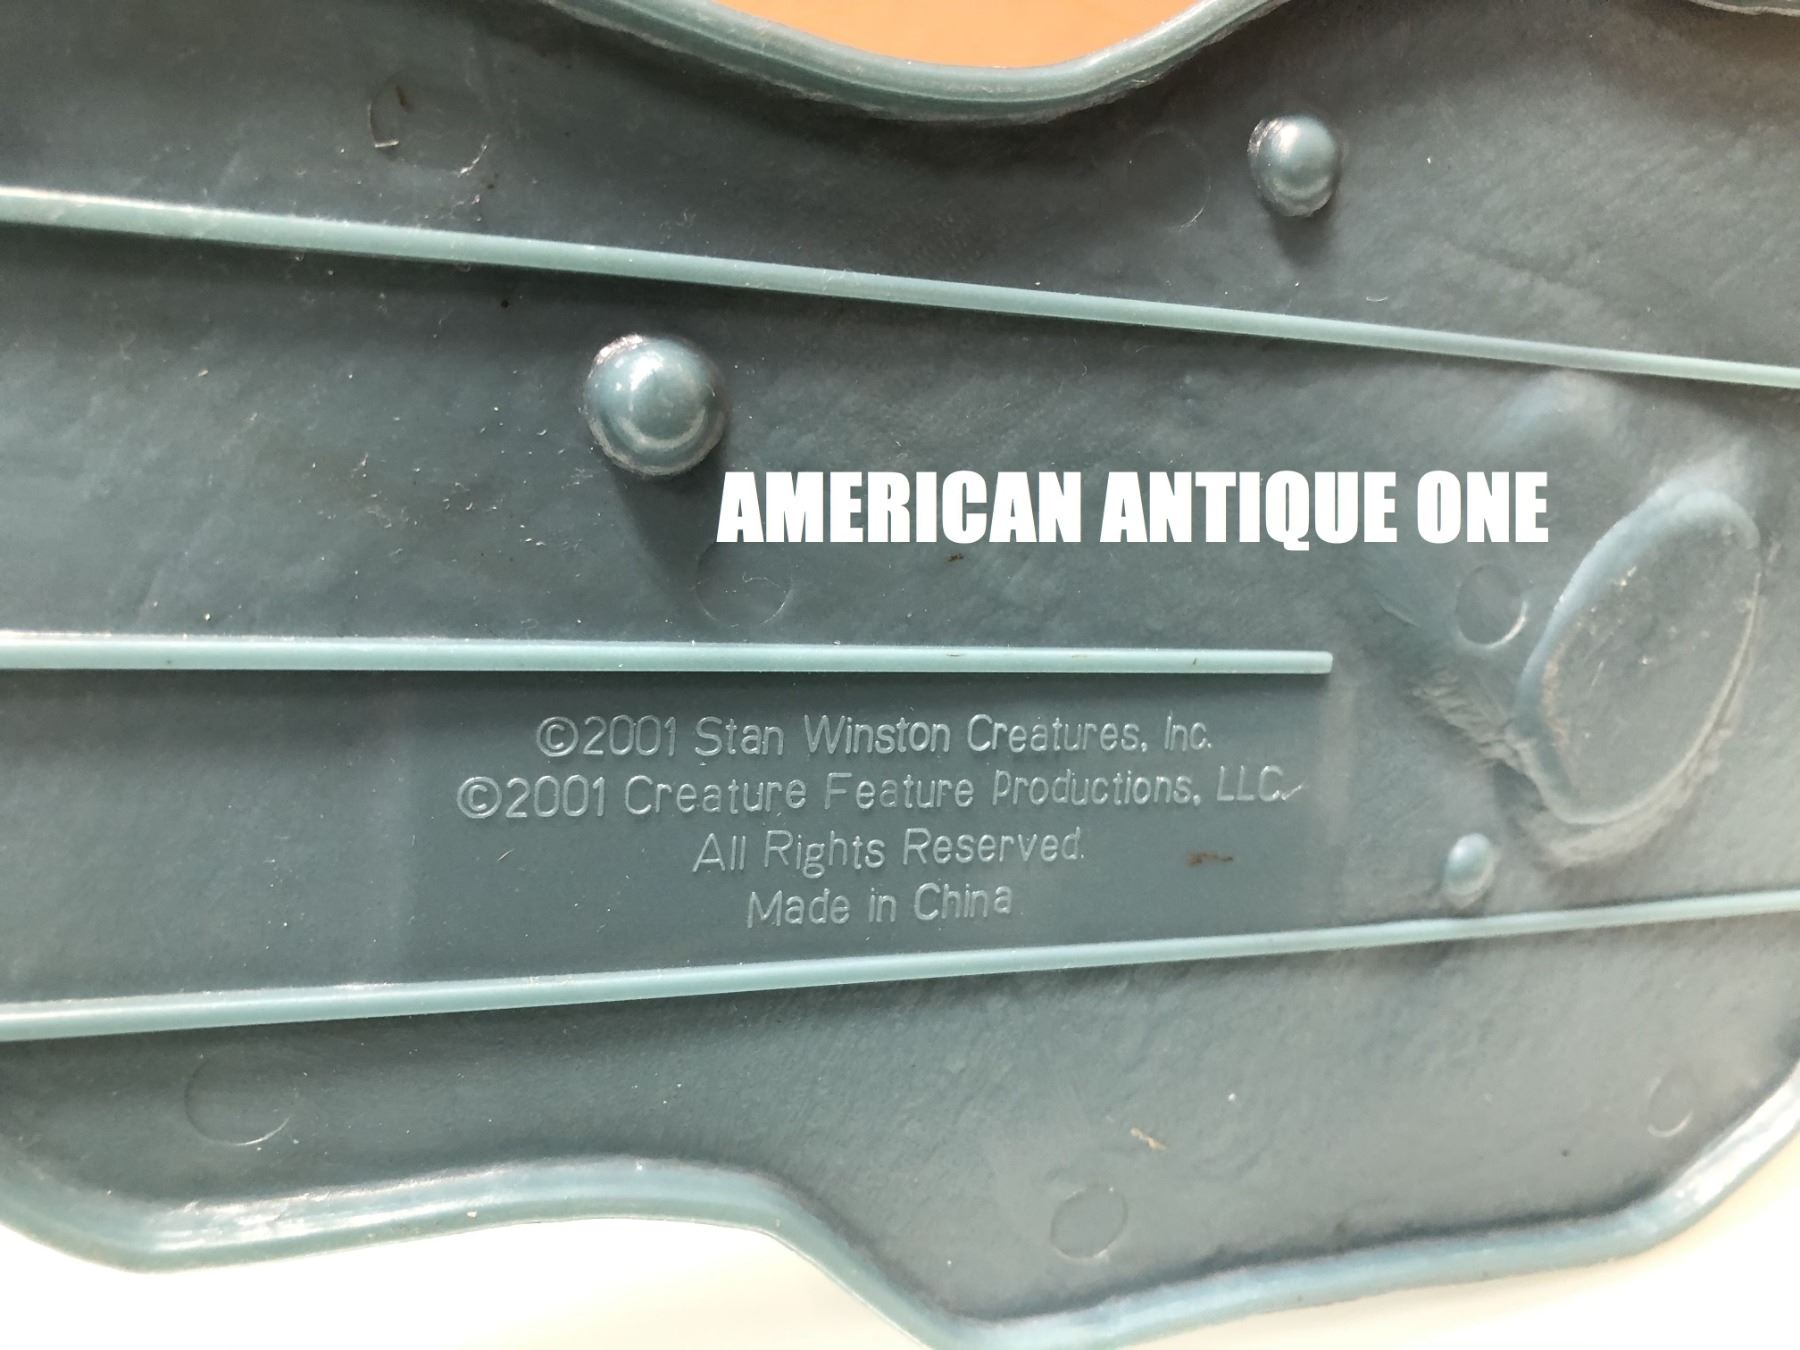 AMERICAN ANTIQUE ONE
©2001 Stan Winston Creatures, Inc.
©2001 Creature Feature Productions, LLC.
All Rights Reserved.
Made in China